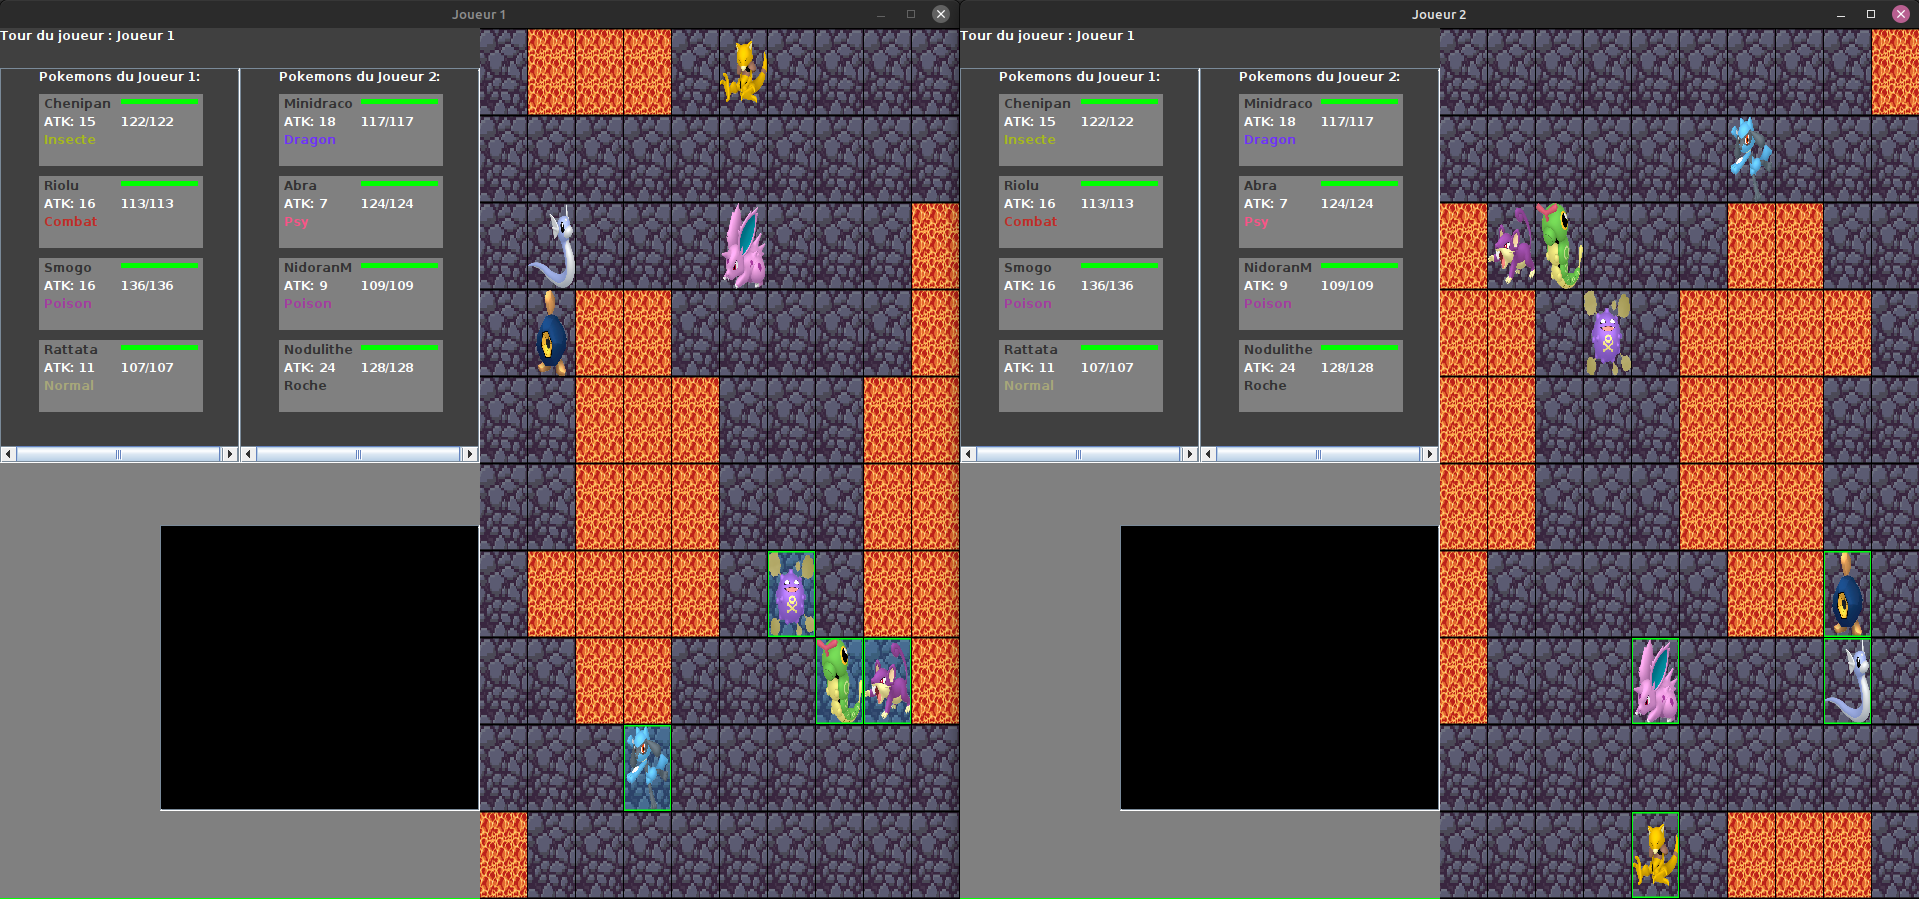 Joueur 1
Tour du joueur : Joueur 1
Pokemons du Joueur 1:
Chenipan
ATK: 15 122/122
Insecte
Riolu
ATK: 16 113/113
Combat
Smogo
ATK: 16 136/136
Poison
Rattata
ATK: 11 107/107
Normal
Pokemons du Joueur 2:
Minidraco
ATK: 18 117/117
Dragon
Abra
ATK: 7 124/124
Psy
NidoranM
ATK: 9 109/109
Poison
Nodulithe
ATK: 24 128/128
Roche
Joueur 2
Tour du joueur : Joueur 1
Pokemons du Joueur 1:
Chenipan
ATK: 15 122/122
Insecte
Riolu
ATK: 16 113/113
Combat
Smogo
ATK: 16 136/136
Poison
Rattata
ATK: 11 107/107
Normal
Pokemons du Joueur 2:
Minidraco
ATK: 18 117/117
Dragon
Abra
ATK: 7 124/124
Psy
NidoranM
ATK: 9 109/109
Poison
Nodulithe
ATK: 24 128/128
Roche